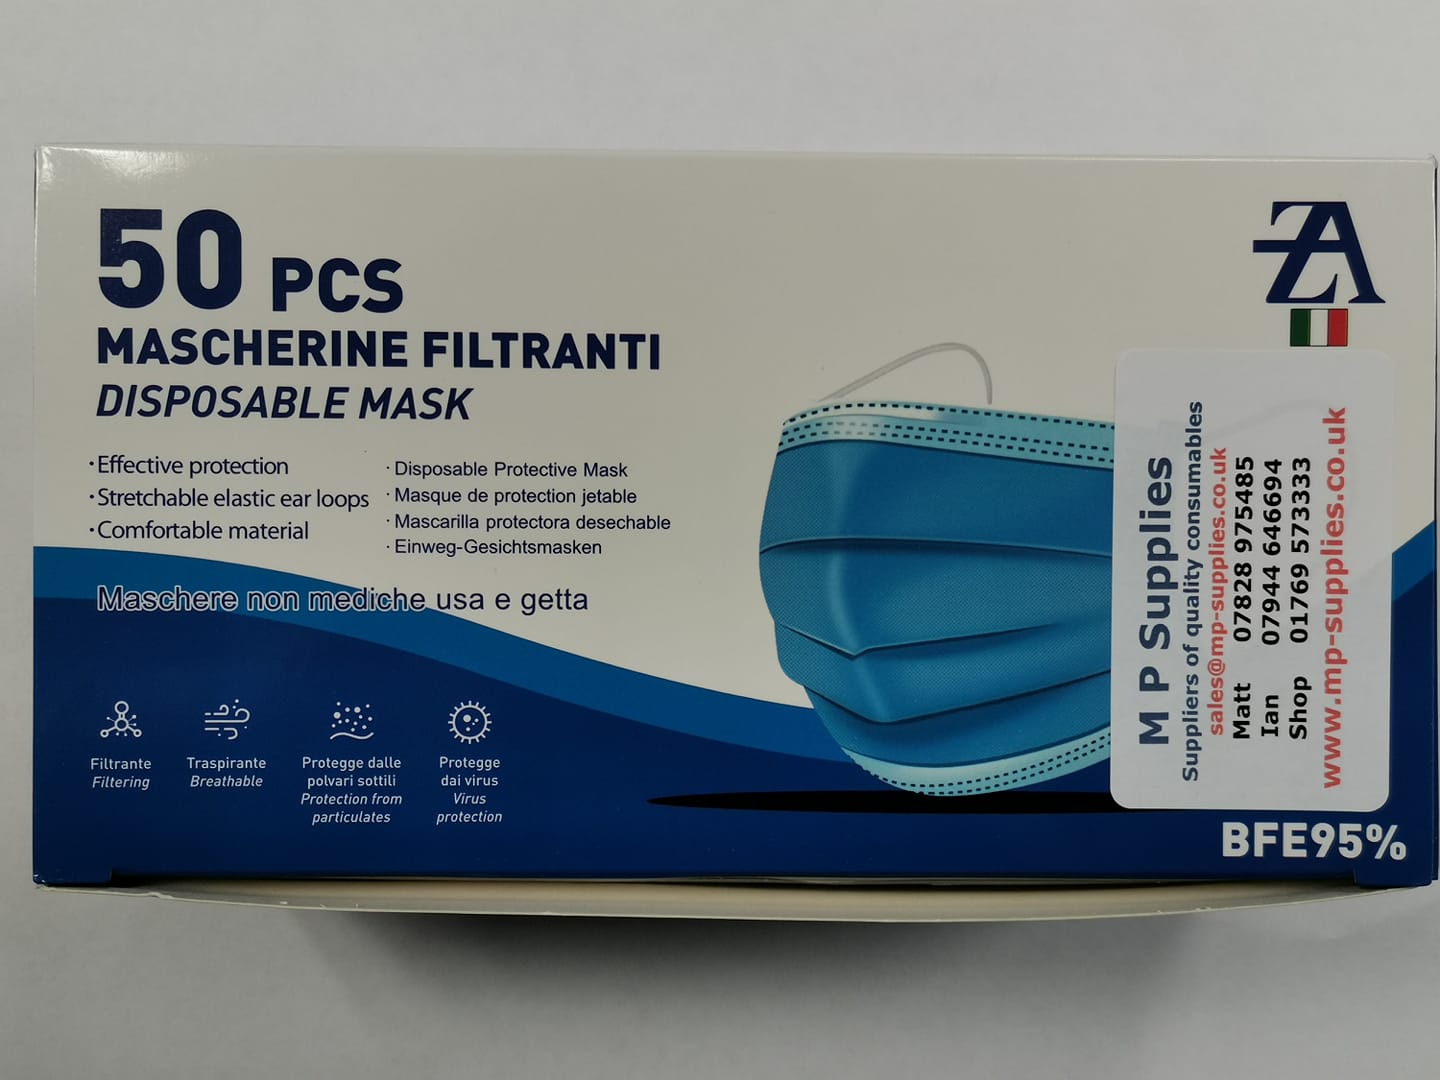 50 PCS
MASCHERINE FILTRANTI
DISPOSABLE MASK
·Effective protection
·Stretchable elastic ear loops
·Comfortable material
· Disposable Protective Mask
· Masque de protection jetable
· Mascarilla protectora desechable
· Einweg-Gesichtsmasken
Maschere non mediche usa e getta
Filtrante
Filtering
Traspirante
Breathable
Protegge dalle
polvari sottili
Protection from
particulates
Protegge
dai virus
Virus
protection
ZA
M P Supplies
Suppliers of quality consumables
sales@mp-supplies.co.uk
Matt 07828 975485
Ian 07944 646694
Shop 01769 573333
www.mp-supplies.co.uk
BFE95%